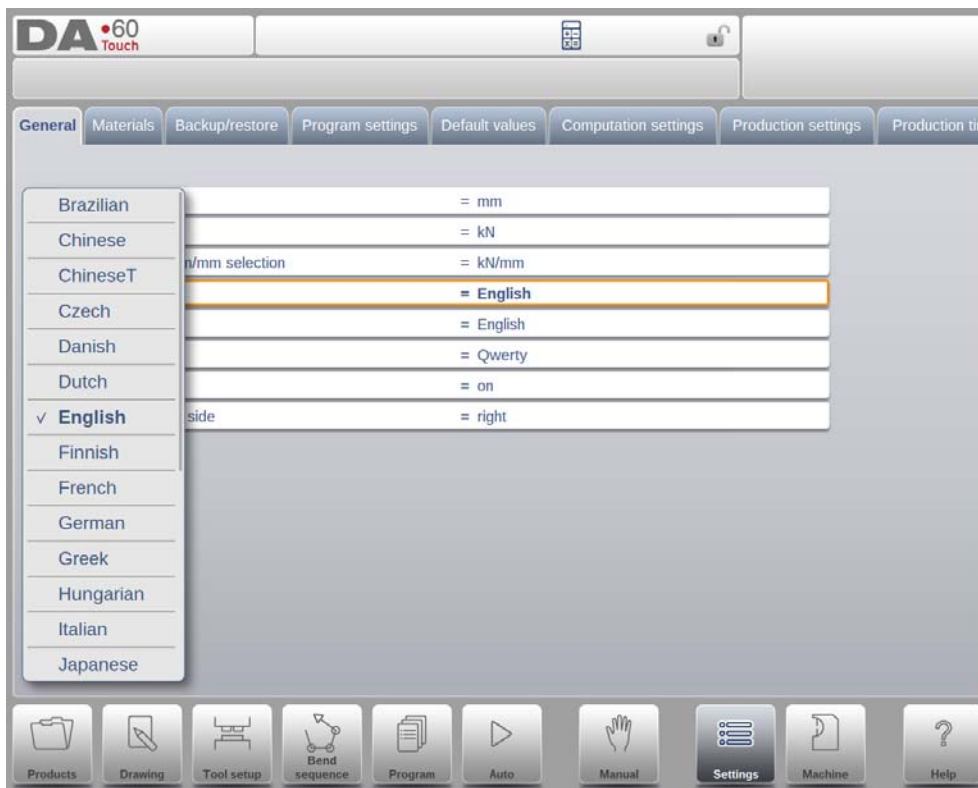 DA•60
Touch
General Materials Backup/restore Program settings Default values Computation settings Production settings Production ti
= mm
= kN
n/mm selection = kN/mm
= English
= English
= Qwerty
= on
side = right
Brazilian
Chinese
ChineseT
Czech
Danish
Dutch
✓ English
Finnish
French
German
Greek
Hungarian
Italian
Japanese
Products Drawing Tool setup Bend sequence Program Auto Manual Settings Machine Help